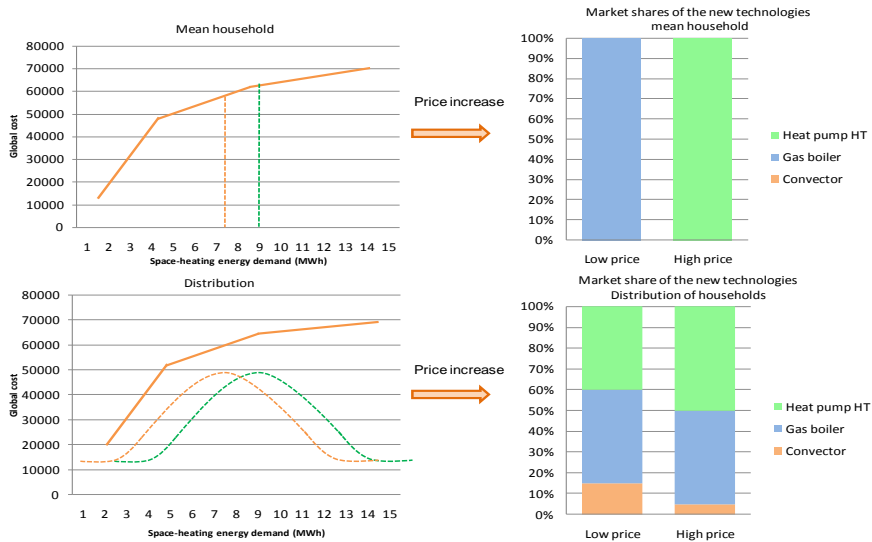 Mean household
80000
70000
60000
50000
40000
30000
20000
10000
0
Global cost
1 2 3 4 5 6 7 8 9 10 11 12 13 14 15
Space-heating energy demand (MWh)
Price increase
Market shares of the new technologies
mean household
100%
90%
80%
70%
60%
50%
40%
30%
20%
10%
0%
Low price High price
Heat pump HT
Gas boiler
Convector
Distribution
80000
70000
60000
50000
40000
30000
20000
10000
0
Global cost
1 2 3 4 5 6 7 8 9 10 11 12 13 14 15
Space-heating energy demand (MWh)
Price increase
Market share of the new technologies
Distribution of households
100%
90%
80%
70%
60%
50%
40%
30%
20%
10%
0%
Low price High price
Heat pump HT
Gas boiler
Convector